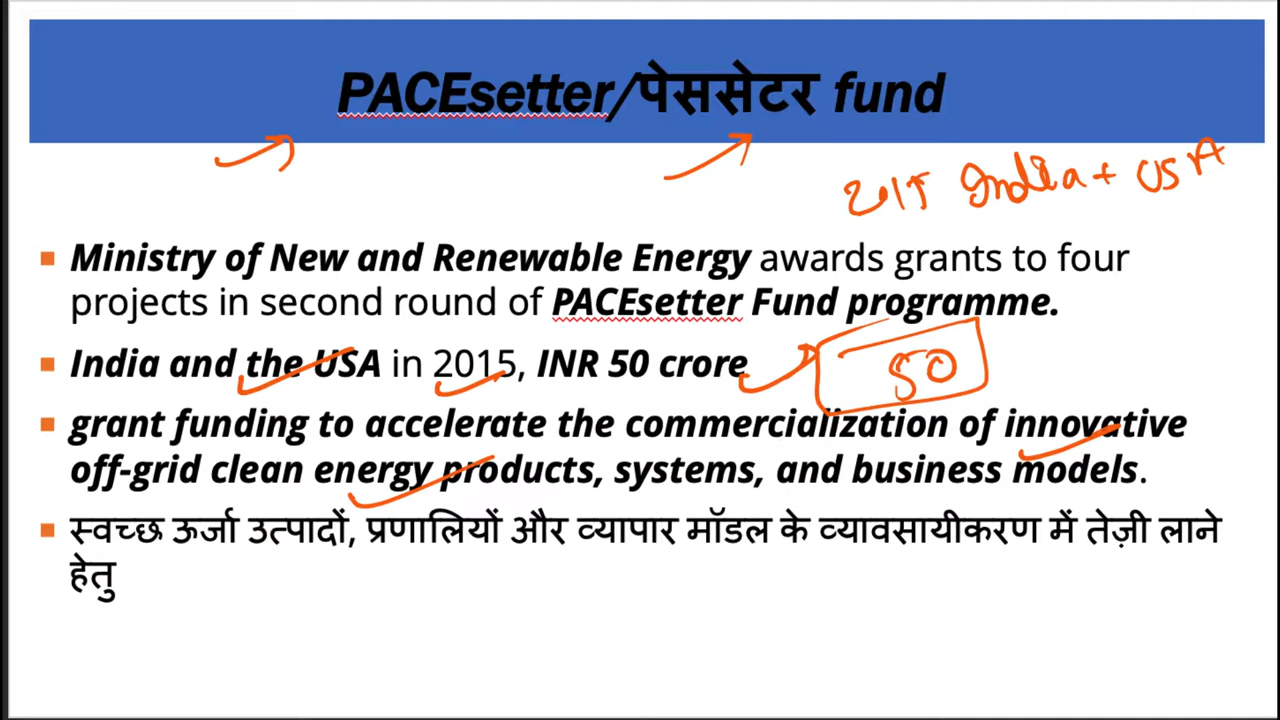 PACEsetter/पेससेटर fund
2015 India + USA
Ministry of New and Renewable Energy awards grants to four
projects in second round of PACEsetter Fund programme.
India and the USA in 2015, INR 50 crore
50
grant funding to accelerate the commercialization of innovative
off-grid clean energy products, systems, and business models.
स्वच्छ ऊर्जा उत्पादों, प्रणालियों और व्यापार मॉडल के व्यावसायीकरण में तेज़ी लाने
हेतु